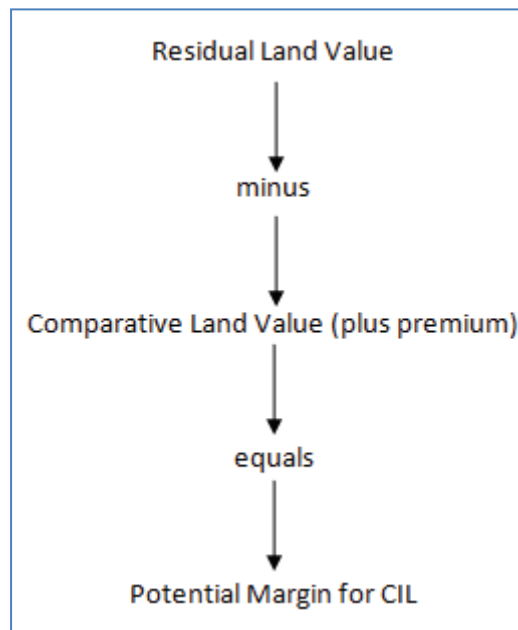 Residual Land Value
minus
Comparative Land Value (plus premium)
equals
Potential Margin for CIL